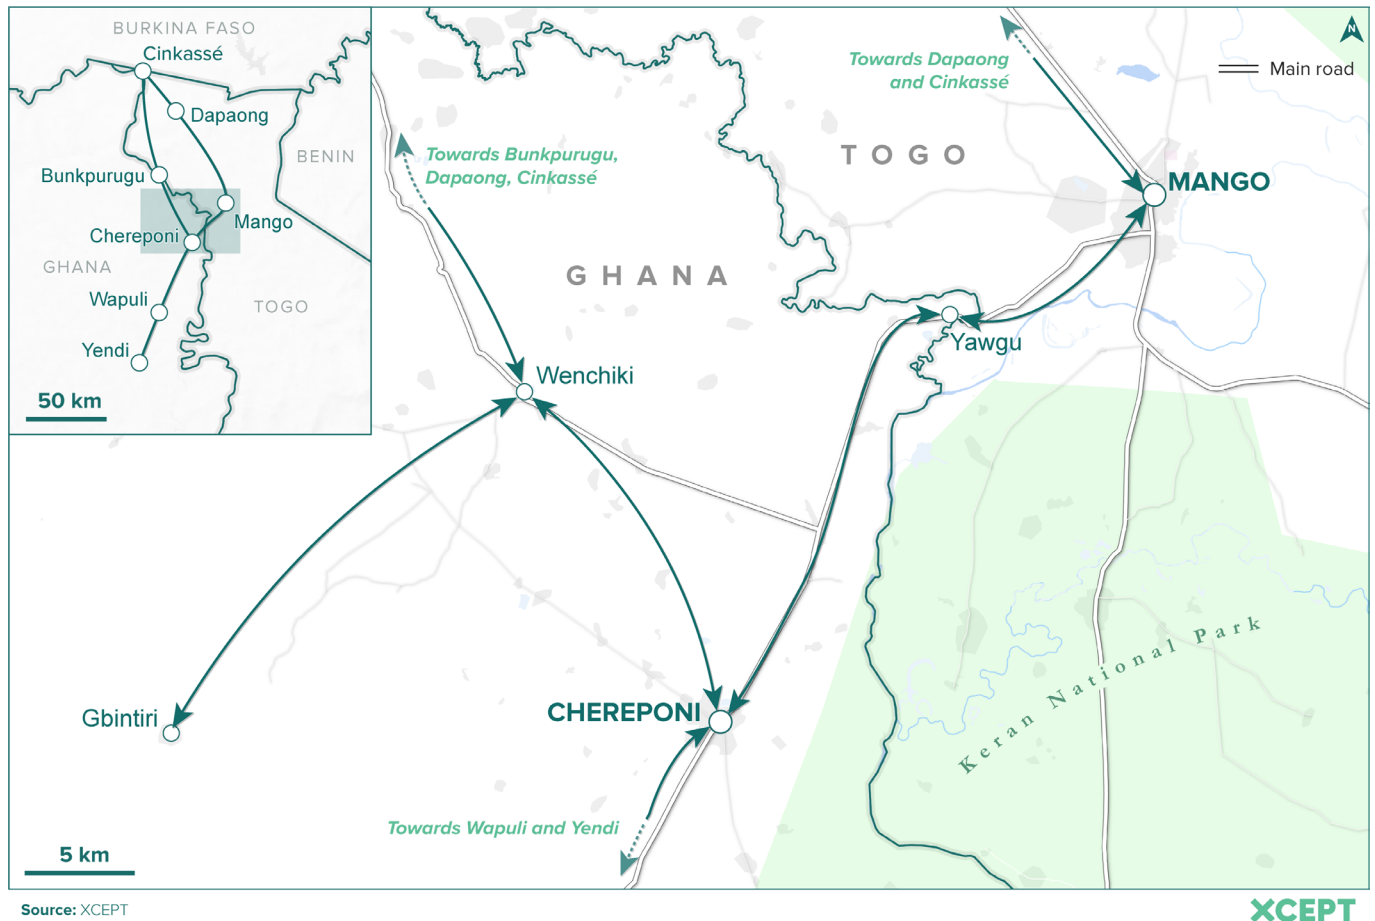 BURKINA FASO
Cinkassé
Dapaong
BENIN
Bunkpurugu
Mango
Chereponi
GHANA
Wapuli
TOGO
Yendi
50 km
Towards Dapaong
and Cinkassé
N
Main road
Towards Bunkpurugu,
Dapaong, Cinkassé
TOGO
MANGO
GHANA
Yawgu
Wenchiki
Keran National Park
Gbintiri
CHEREPONI
Towards Wapuli and Yendi
5 km
Source: XCEPT
XCEPT